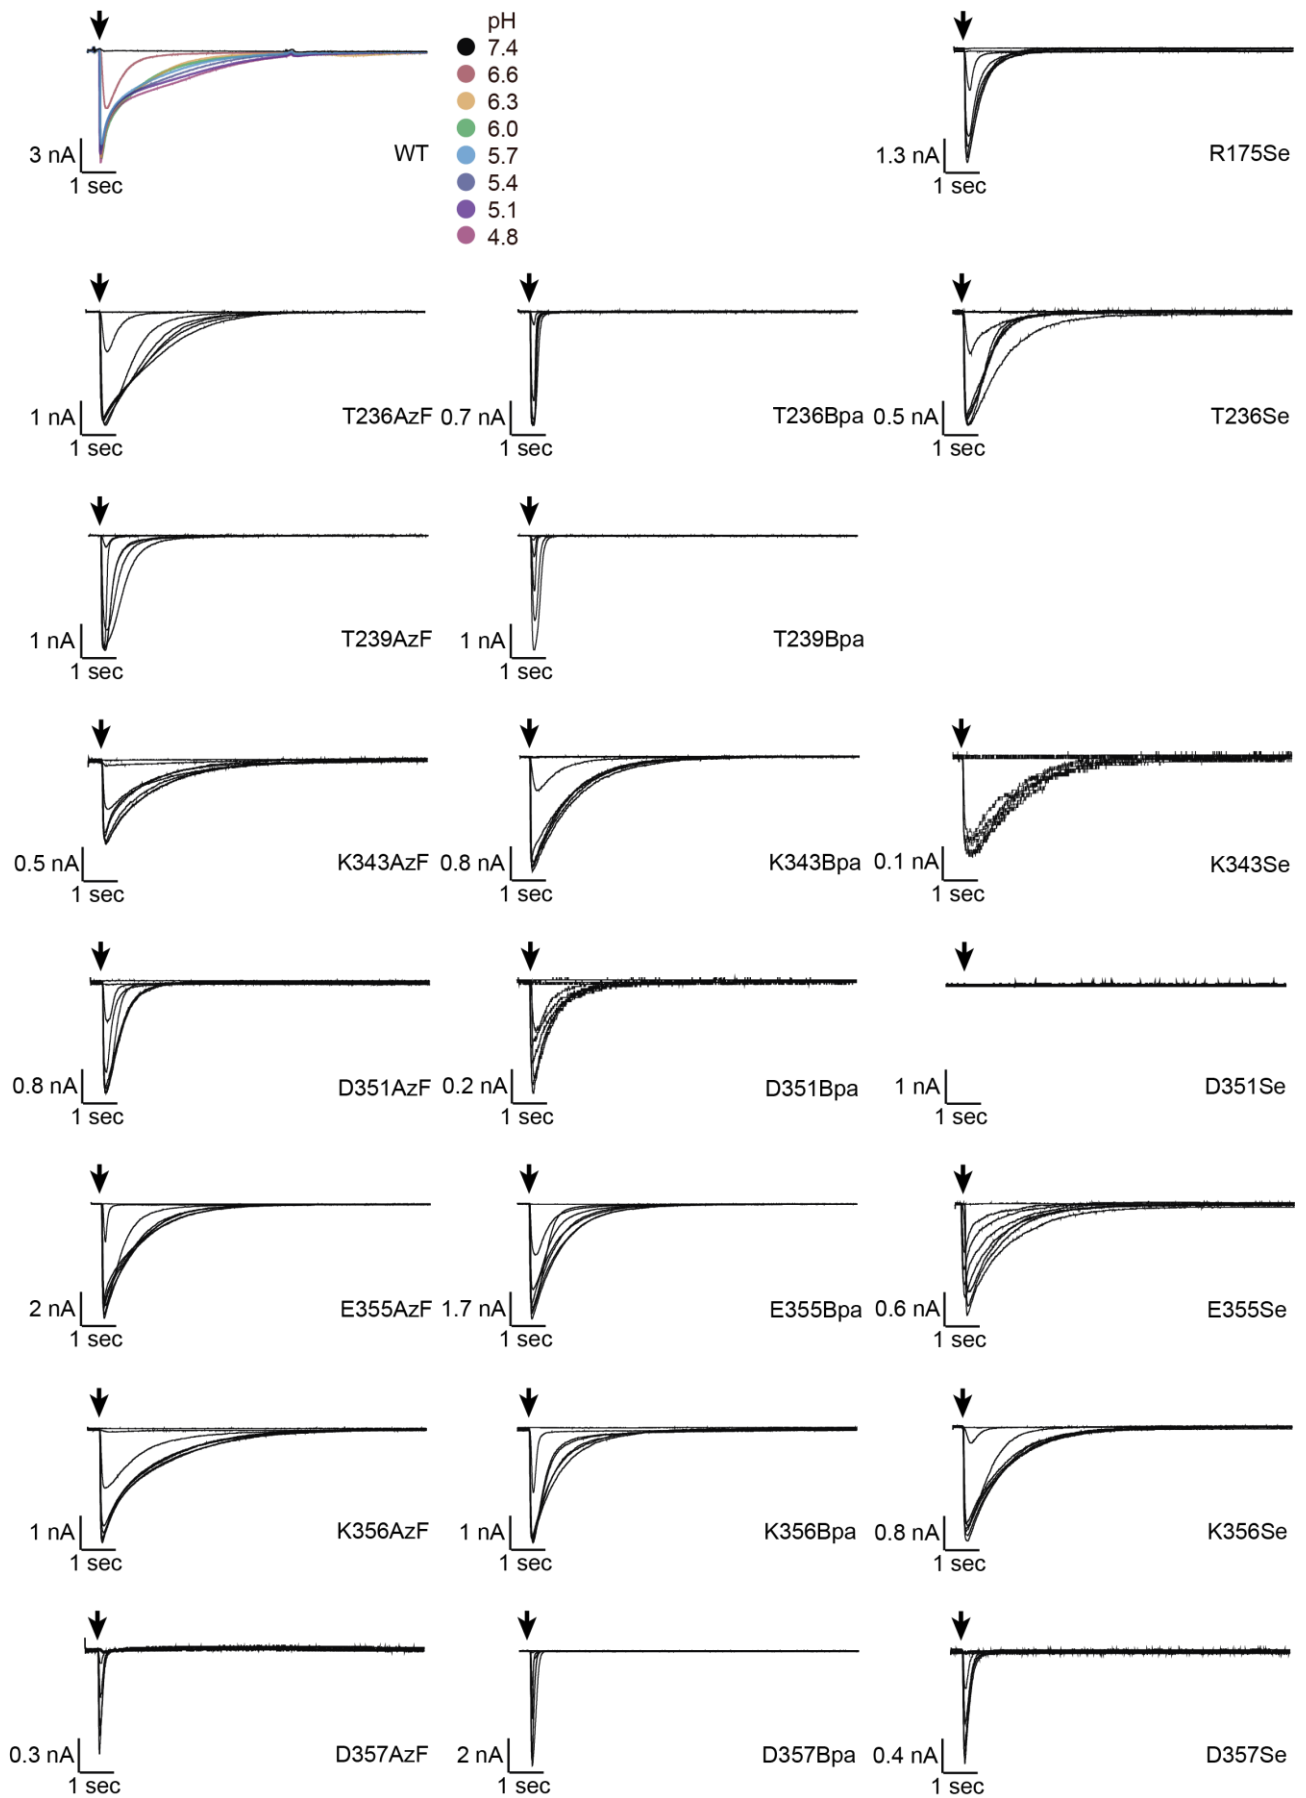 pH
7.4
6.6
6.3
6.0
5.7
5.4
5.1
4.8
3 nA
1 sec
WT
1.3 nA
1 sec
R175Se
1 nA
1 sec
T236AzF
0.7 nA
1 sec
T236Bpa
0.5 nA
1 sec
T236Se
1 nA
1 sec
T239AzF
1 nA
1 sec
T239Bpa
0.5 nA
1 sec
K343AzF
0.8 nA
1 sec
K343Bpa
0.1 nA
1 sec
K343Se
0.8 nA
1 sec
D351AzF
0.2 nA
1 sec
D351Bpa
1 nA
1 sec
D351Se
2 nA
1 sec
E355AzF
1.7 nA
1 sec
E355Bpa
0.6 nA
1 sec
E355Se
1 nA
1 sec
K356AzF
1 nA
1 sec
K356Bpa
0.8 nA
1 sec
K356Se
0.3 nA
1 sec
D357AzF
2 nA
1 sec
D357Bpa
0.4 nA
1 sec
D357Se